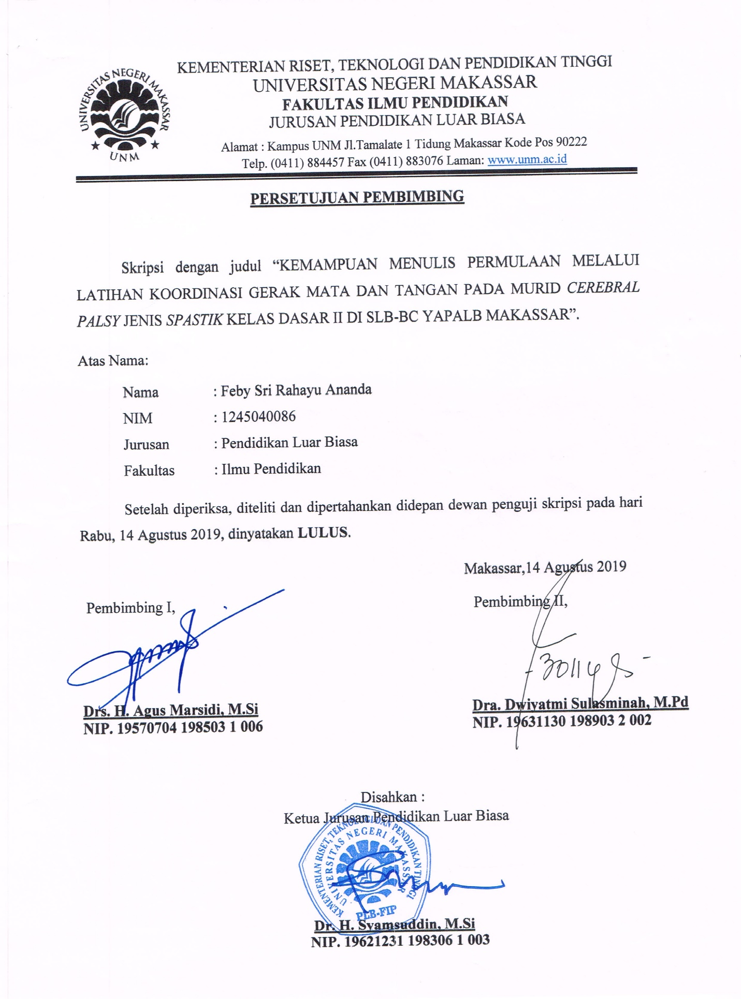 UNIVERSITAS NEGERI MAKASSAR
UNM
KEMENTERIAN RISET, TEKNOLOGI DAN PENDIDIKAN TINGGI
UNIVERSITAS NEGERI MAKASSAR
FAKULTAS ILMU PENDIDIKAN
JURUSAN PENDIDIKAN LUAR BIASA
Alamat : Kampus UNM Jl.Tamalate 1 Tidung Makassar Kode Pos 90222
Telp. (0411) 884457 Fax (0411) 883076 Laman: www.unm.ac.id
PERSETUJUAN PEMBIMBING
Skripsi dengan judul “KEMAMPUAN MENULIS PERMULAAN MELALUI
LATIHAN KOORDINASI GERAK MATA DAN TANGAN PADA MURID CEREBRAL
PALSY JENIS SPASTIK KELAS DASAR II DI SLB-BC YAPALB MAKASSAR”.
Atas Nama:
Nama : Feby Sri Rahayu Ananda
NIM : 1245040086
Jurusan : Pendidikan Luar Biasa
Fakultas : Ilmu Pendidikan
Setelah diperiksa, diteliti dan dipertahankan didepan dewan penguji skripsi pada hari
Rabu, 14 Agustus 2019, dinyatakan LULUS.
Makassar,14 Agustus 2019
Pembimbing I,
Pembimbing II,
Drs. H. Agus Marsidi, M.Si
NIP. 19570704 198503 1 006
Dra. Dwiyatmi Sulasminah, M.Pd
NIP. 19631130 198903 2 002
Disahkan :
Ketua Jurusan Pendidikan Luar Biasa
KEMENTERIAN RISET, TEKNOLOGI DAN PENDIDIKAN TINGGI
UNIVERSITAS NEGERI MAKASSAR
PLB-FIP
Dr. H. Syamsuddin, M.Si
NIP. 19621231 198306 1 003